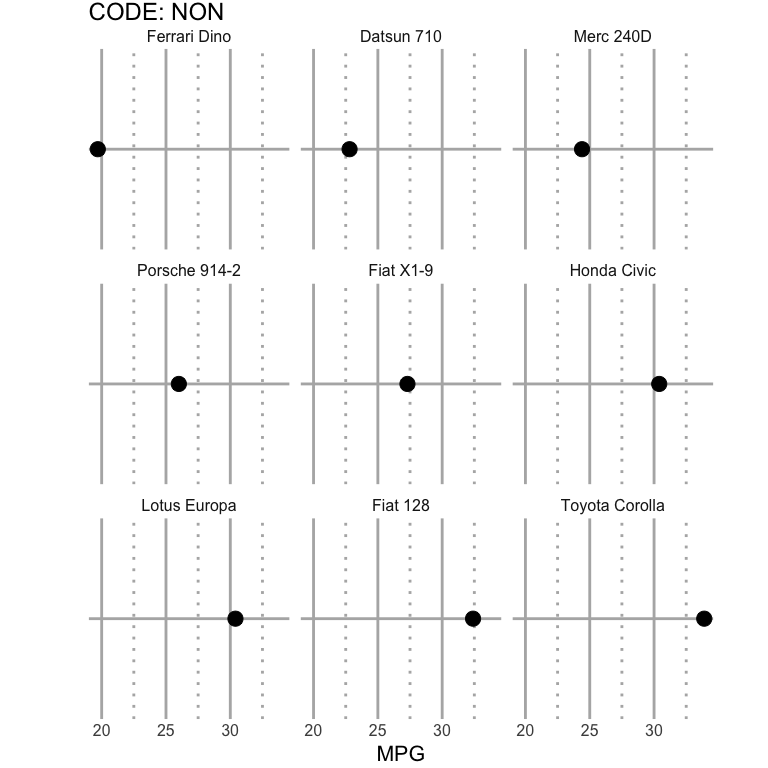 CODE: NON
Ferrari Dino Datsun 710 Merc 240D
Porsche 914-2 Fiat X1-9 Honda Civic
Lotus Europa Fiat 128 Toyota Corolla
20 25 30 20 25 30 20 25 30
MPG